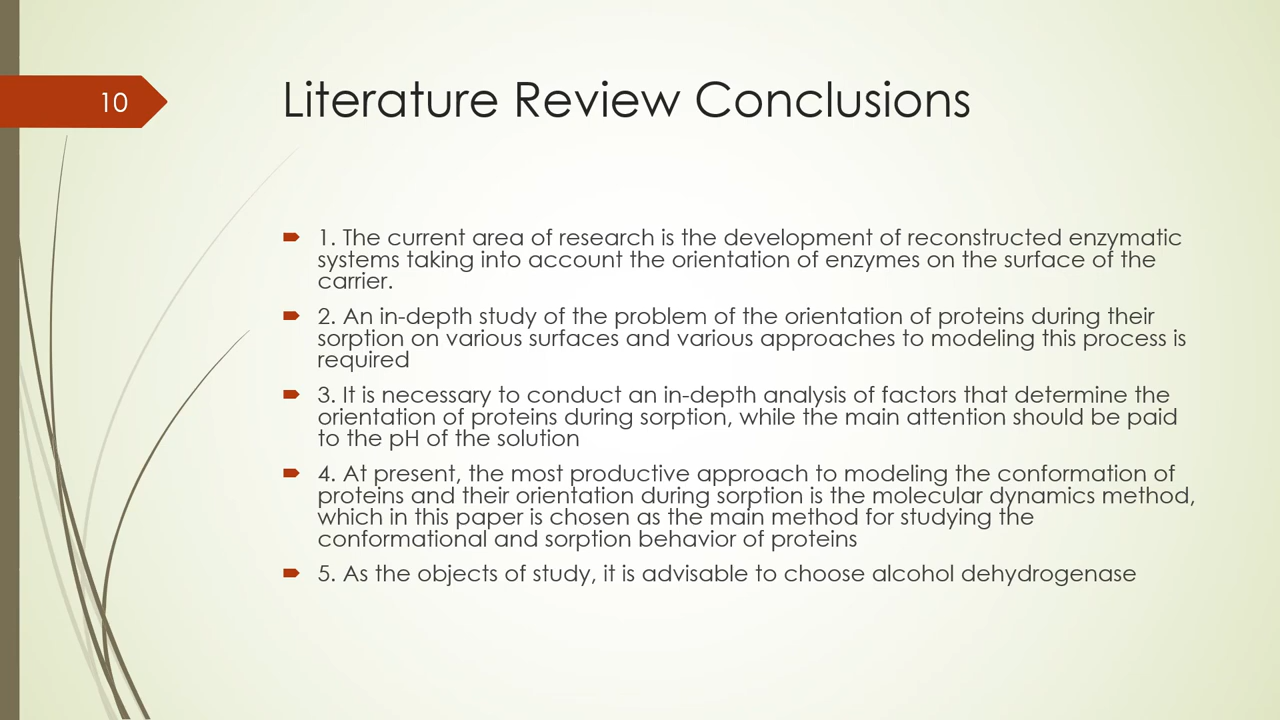 10
Literature Review Conclusions
1. The current area of research is the development of reconstructed enzymatic
systems taking into account the orientation of enzymes on the surface of the
carrier.
2. An in-depth study of the problem of the orientation of proteins during their
sorption on various surfaces and various approaches to modeling this process is
required
3. It is necessary to conduct an in-depth analysis of factors that determine the
orientation of proteins during sorption, while the main attention should be paid
to the pH of the solution
4. At present, the most productive approach to modeling the conformation of
proteins and their orientation during sorption is the molecular dynamics method,
which in this paper is chosen as the main method for studying the
conformational and sorption behavior of proteins
5. As the objects of study, it is advisable to choose alcohol dehydrogenase